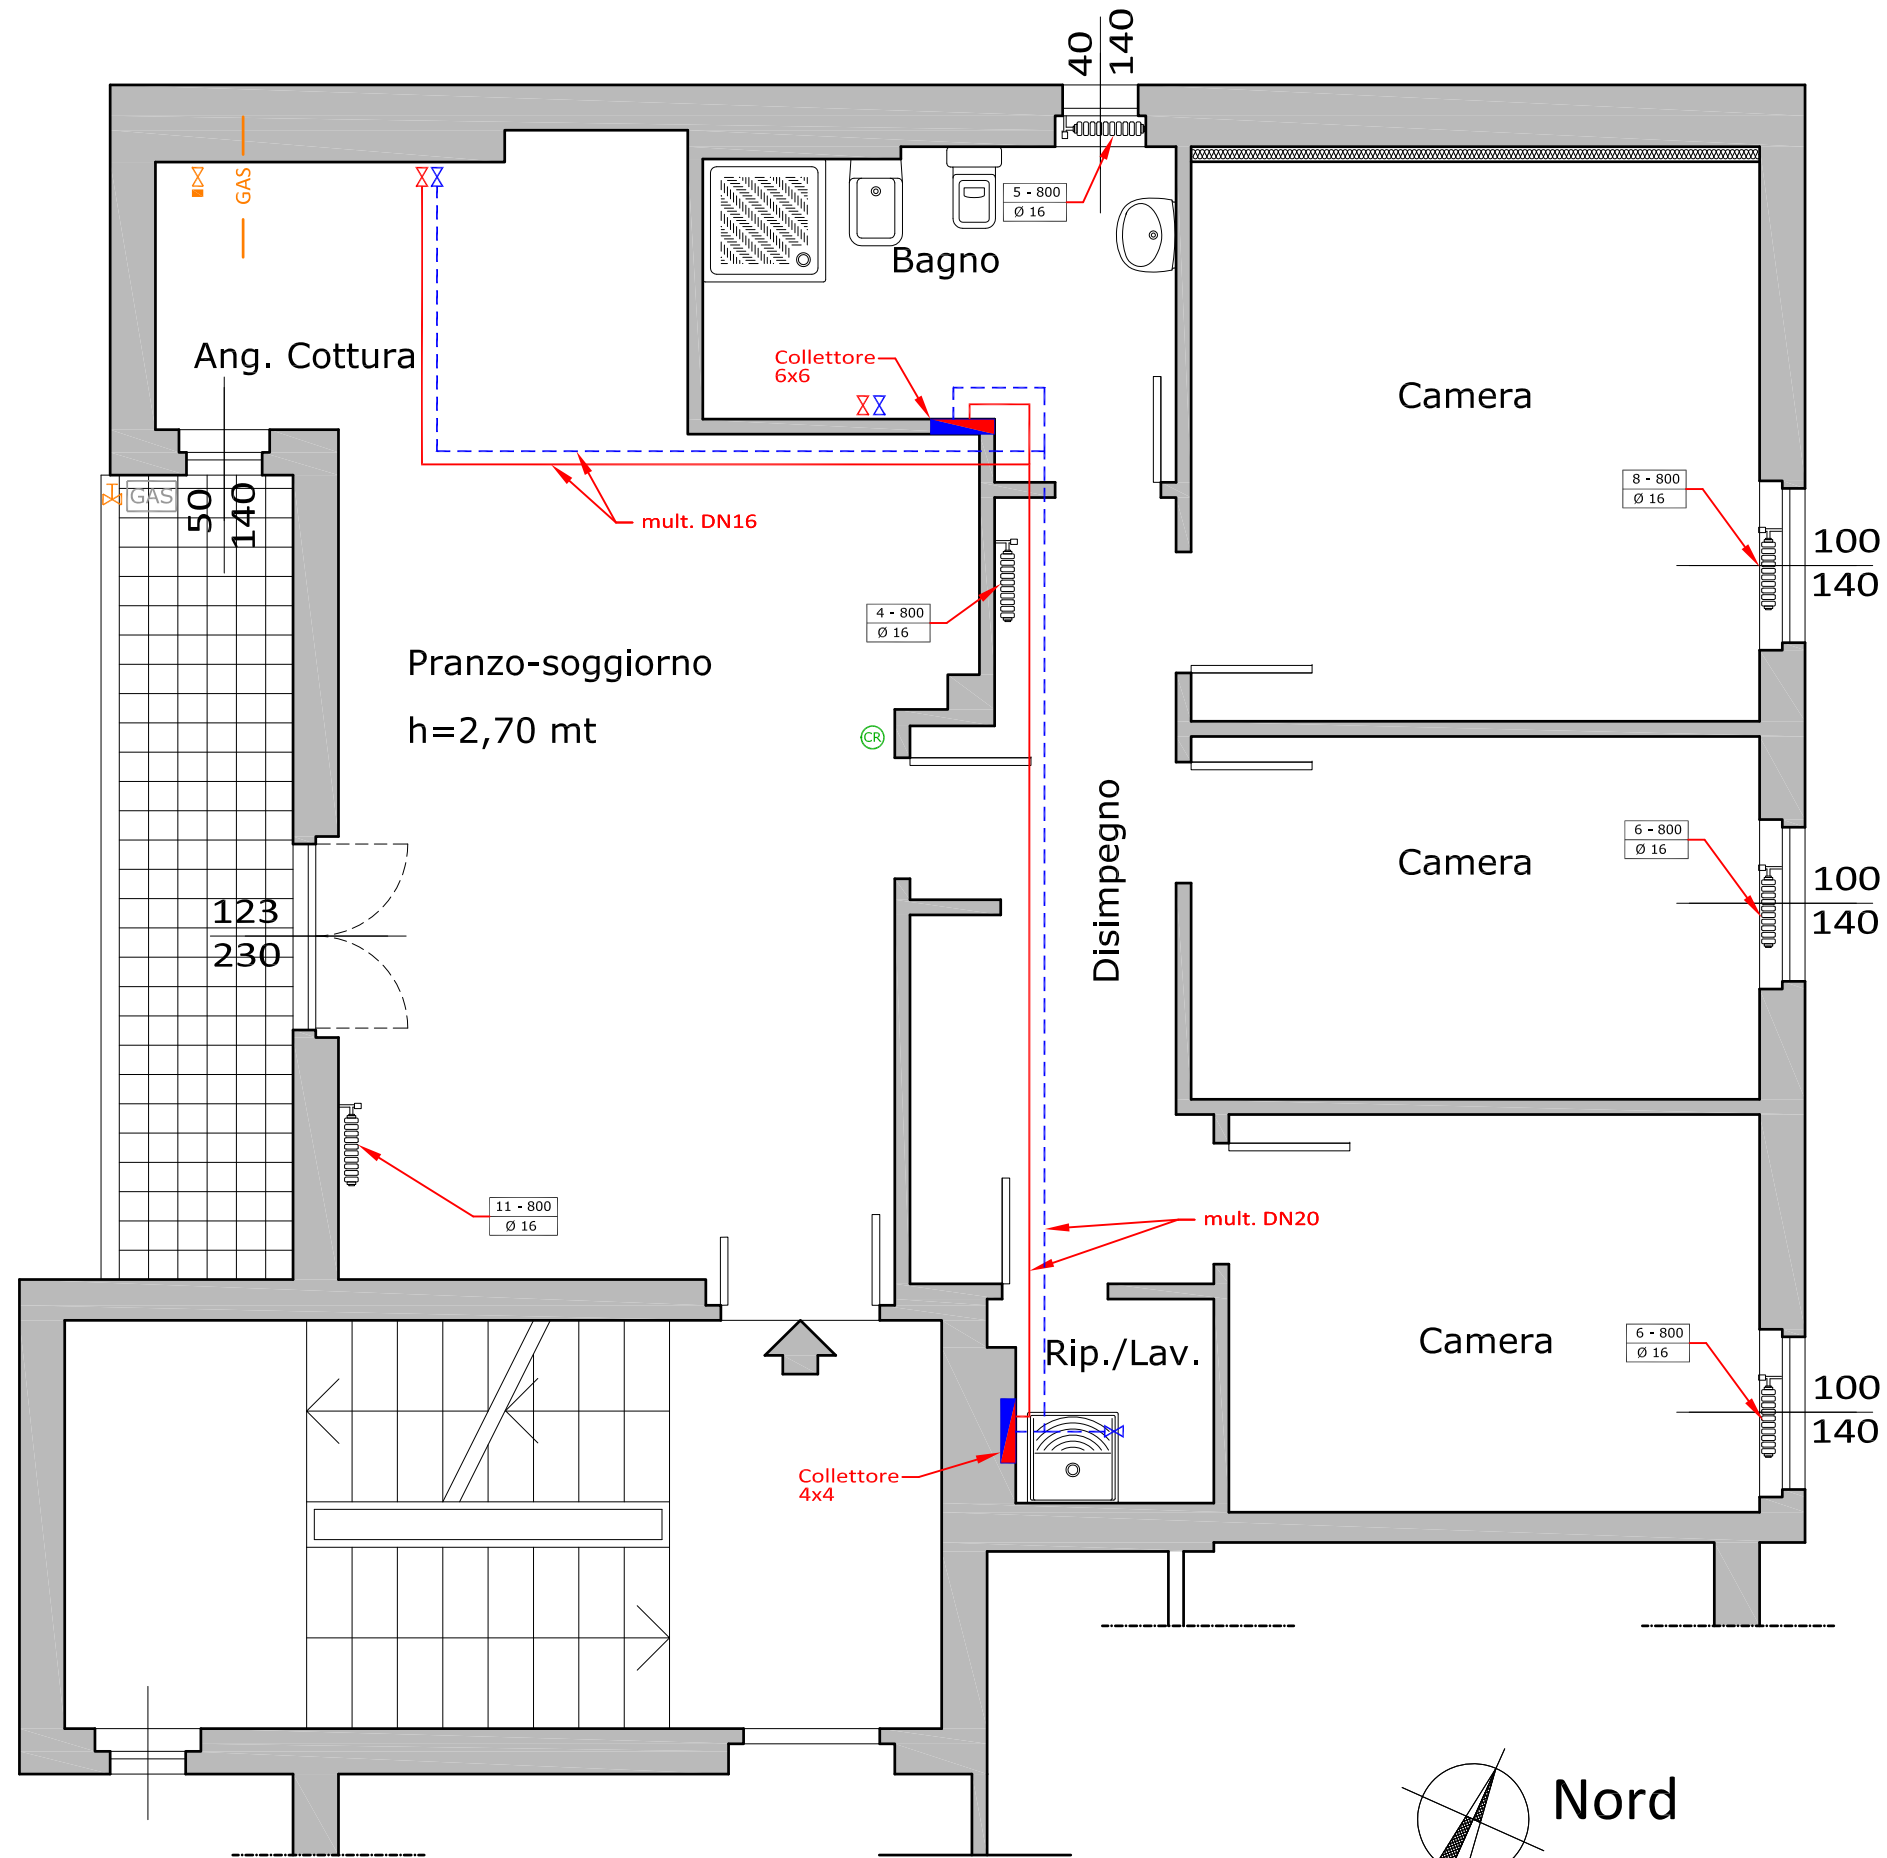 40
140
GAS
5 - 800
Ø 16
Bagno
Ang. Cottura
Collettore
6x6
Camera
GAS
50
140
mult. DN16
8 - 800
Ø 16
100
140
4 - 800
Ø 16
Pranzo-soggiorno
h=2,70 mt
CR
Disimpegno
Camera
6 - 800
Ø 16
100
140
123
230
11 - 800
Ø 16
mult. DN20
Rip./Lav.
Camera
6 - 800
Ø 16
100
140
Collettore
4x4
Nord